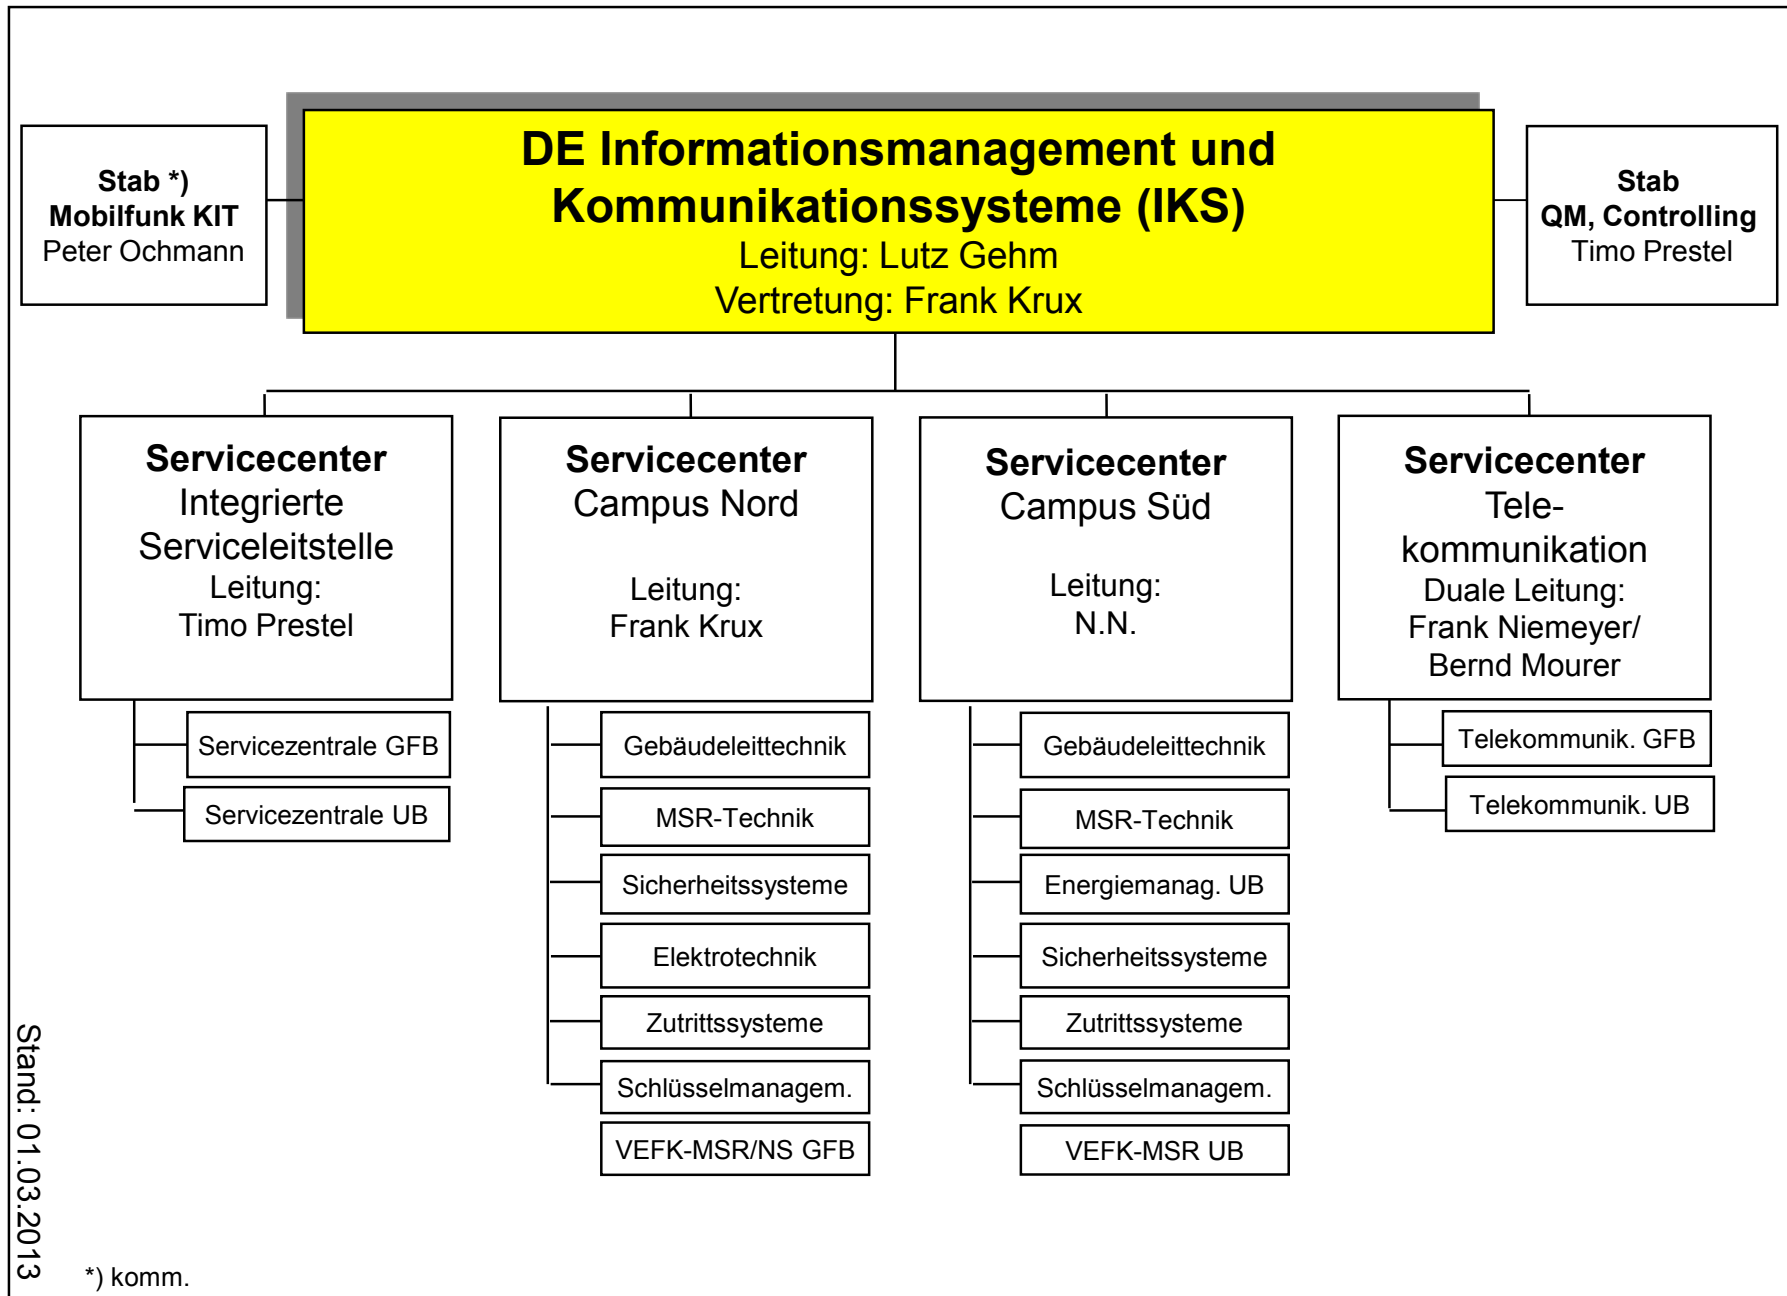 Stab *)
Mobilfunk KIT
Peter Ochmann
DE Informationsmanagement und
Kommunikationssysteme (IKS)
Leitung: Lutz Gehm
Vertretung: Frank Krux
Stab
QM, Controlling
Timo Prestel
Servicecenter
Integrierte
Serviceleitstelle
Leitung:
Timo Prestel
Servicezentrale GFB
Servicezentrale UB
Servicecenter
Campus Nord
Leitung:
Frank Krux
Gebäudeleittechnik
MSR-Technik
Sicherheitssysteme
Elektrotechnik
Zutrittssysteme
Schlüsselmanagem.
VEFK-MSR/NS GFB
Servicecenter
Campus Süd
Leitung:
N.N.
Gebäudeleittechnik
MSR-Technik
Energiemanag. UB
Sicherheitssysteme
Zutrittssysteme
Schlüsselmanagem.
VEFK-MSR UB
Servicecenter
Tele-
kommunikation
Duale Leitung:
Frank Niemeyer/
Bernd Mourer
Telekommunik. GFB
Telekommunik. UB
Stand: 01.03.2013
*) komm.